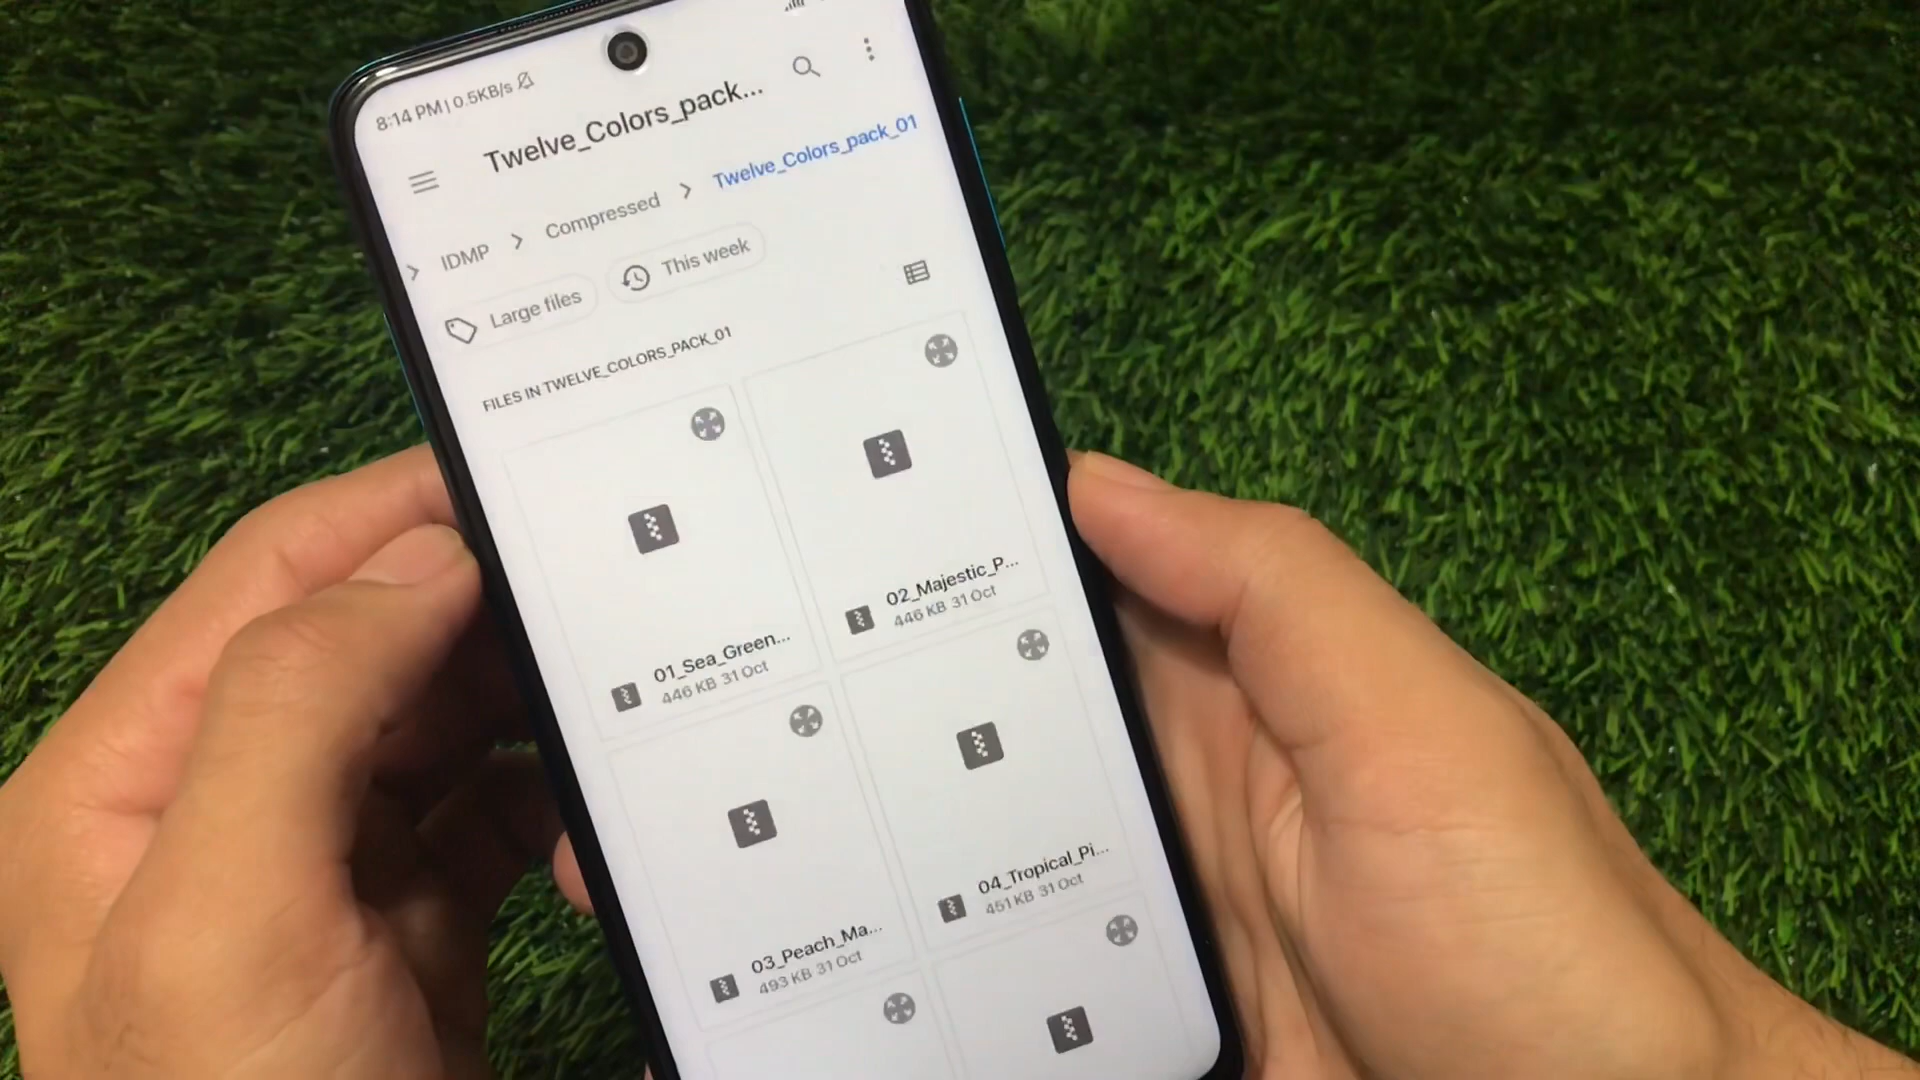 8:14 PM | 0.5KB/s
Twelve_Colors_pack...
IDMP > Compressed > Twelve_Colors_pack_01
Large files
This week
FILES IN TWELVE_COLORS_PACK_01
01_Sea_Green...
446 KB 31 Oct
02_Majestic_P...
446 KB 31 Oct
03_Peach_Ma...
493 KB 31 Oct
04_Tropical_Pi...
451 KB 31 Oct